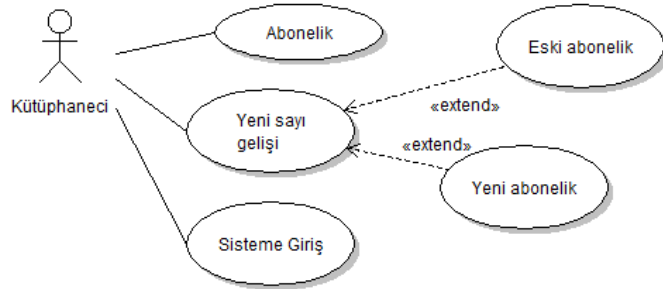 Abonelik
Eski abonelik
Kütüphaneci
«extend»
Yeni sayı
gelişi
«extend»
Yeni abonelik
Sisteme Giriş